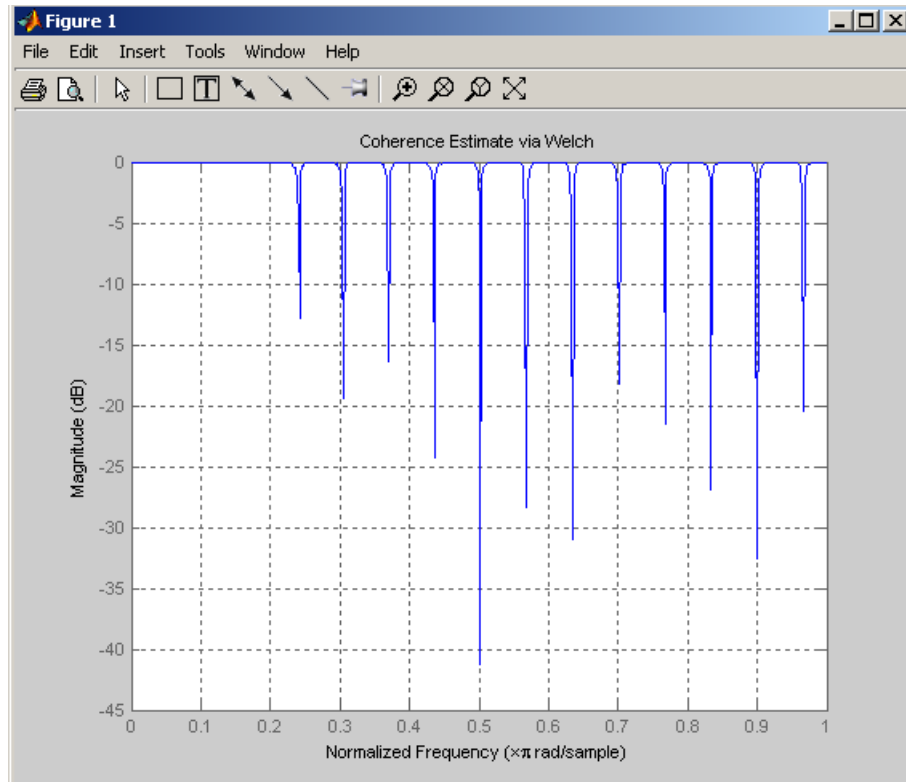 Figure 1
File Edit Insert Tools Window Help
T
Coherence Estimate via Welch
0
-5
-10
-15
-20
-25
-30
-35
-40
-45
Magnitude (dB)
0 0.1 0.2 0.3 0.4 0.5 0.6 0.7 0.8 0.9 1
Normalized Frequency (×π rad/sample)